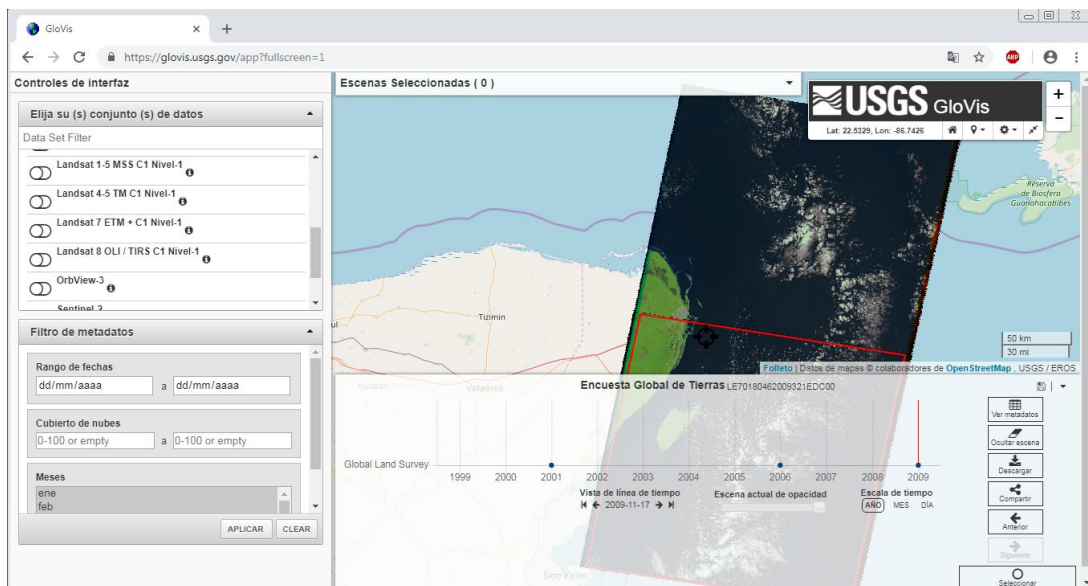 GloVis
https://glovis.usgs.gov/app?fullscreen=1
ABP
Controles de interfaz
Elija su (s) conjunto (s) de datos
Data Set Filter
Landsat 1-5 MSS C1 Nivel-1
Landsat 4-5 TM C1 Nivel-1
Landsat 7 ETM + C1 Nivel-1
Landsat 8 OLI / TIRS C1 Nivel-1
OrbView-3
Sentinel-2
Filtro de metadatos
Rango de fechas
dd/mm/aaaa a dd/mm/aaaa
Cubierto de nubes
0-100 or empty a 0-100 or empty
Meses
ene
feb
APLICAR CLEAR
Escenas Seleccionadas ( 0 )
USGS GloVis
Lat: 22.5329, Lon: -86.7426
+
−
Reserva
de Biosfera
Guanahacabibes
Tizimin
50 km
30 mi
Folleto | Datos de mapas © colaboradores de OpenStreetMap , USGS / EROS
Encuesta Global de Tierras LE70180462009321EDC00
Yucatán
Valladolid
Global Land Survey
1999 2000 2001 2002 2003 2004 2005 2006 2007 2008 2009
Vista de línea de tiempo
2009-11-17
Escena actual de opacidad
Escala de tiempo
AÑO MES DÍA
Ver metadatos
Ocultar escena
Descargar
Compartir
Anterior
Siguiente
Seleccionar
Sian Ka'an